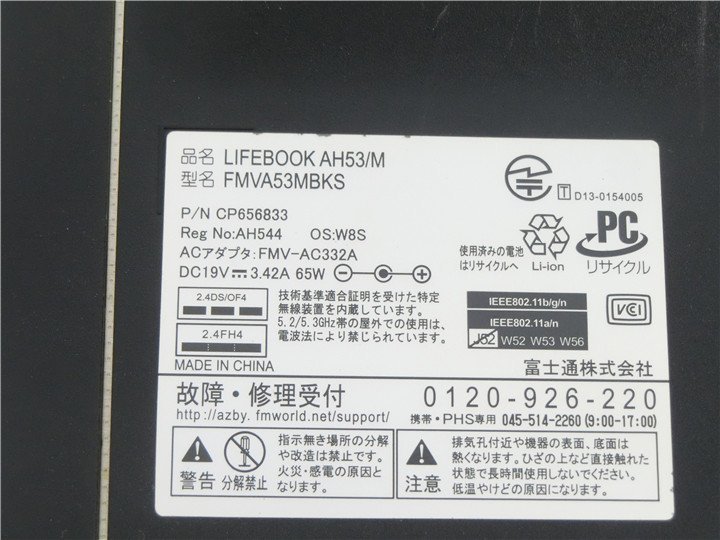 品名 LIFEBOOK AH53/M
型名 FMVA53MBKS
P/N CP656833
Reg No:AH544 OS:W8S
ACアダプタ:FMV-AC332A
DC19V 3.42A 65W
T D13-0154005
使用済みの電池
はリサイクルへ
Li-ion
PC
リサイクル
2.4DS/OF4
2.4FH4
技術基準適合証明を受けた特定
無線装置を内蔵しています。
5.2/5.3GHz帯の屋外での使用は、
電波法により禁じられています。
IEEE802.11b/g/n
IEEE802.11a/n
J52 W52 W53 W56
VCCI
MADE IN CHINA
富士通株式会社
故障・修理受付 0120-926-220
http://azby.fmworld.net/support/
携帯・PHS専用 045-514-2260 (9:00-17:00)
警告
分解禁止
指示無き場所の分解
や改造は禁止です。
火災・感電の原因と
なります。
注意
排気孔付近や機器の表面、底面は
熱くなります。ひざの上など直接触れた
状態で長時間使用しないでください。
低温やけどの原因になります。